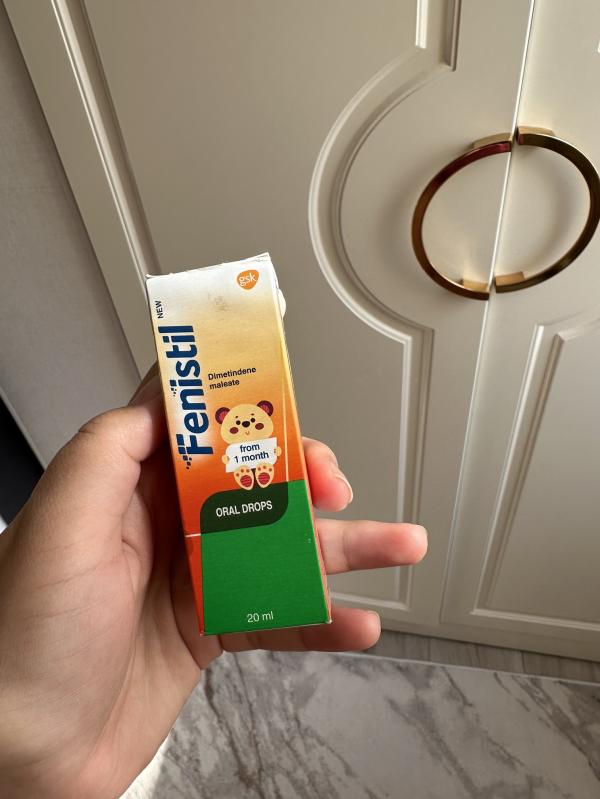 gsk
NEW
Fenistil
Dimetindene
maleate
from
1 month
ORAL DROPS
20 ml